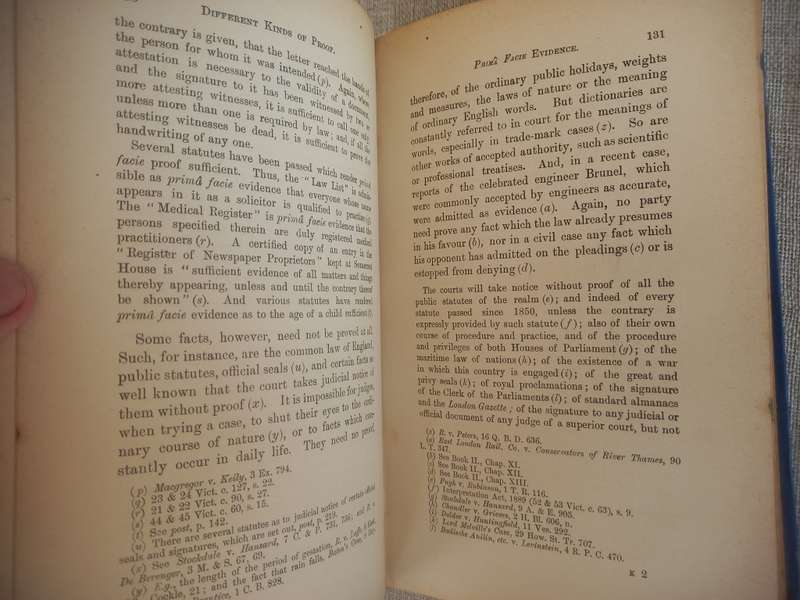 DIFFERENT KINDS OF PROOF.
the contrary is given, that the letter reached the hands of
the person for whom it was intended (p). Again, when
attestation is necessary to the validity of a document,
and the signature to it has been witnessed by two or
more attesting witnesses, it is sufficient to call one only,
unless more than one is required by law; and, if all the
attesting witnesses be dead, it is sufficient to prove the
handwriting of any one.
Several statutes have been passed which render primâ
facie proof sufficient. Thus, the "Law List" is admis-
sible as primâ facie evidence that everyone whose name
appears in it as a solicitor is qualified to practise (q).
The "Medical Register" is primâ facie evidence that the
persons specified therein are duly registered medical
practitioners (r). A certified copy of an entry in the
"Register of Newspaper Proprietors" kept at Somerset
House is "sufficient evidence of all matters and things
thereby appearing, unless and until the contrary thereof
be shown" (s). And various statutes have rendered
primâ facie evidence as to the age of a child sufficient (t).
Some facts, however, need not be proved at all.
Such, for instance, are the common law of England,
public statutes, official seals (u), and certain facts so
well known that the court takes judicial notice of
them without proof (x). It is impossible for judges,
when trying a case, to shut their eyes to the ordi-
nary course of nature (y), or to facts which con-
stantly occur in daily life. They need no proof,
(p) Macgregor v. Keily, 3 Ex. 794.
(q) 23 & 24 Vict. c. 127, s. 22.
(r) 21 & 22 Vict. c. 90, s. 27.
(s) 44 & 45 Vict. c. 60, s. 15.
(t) See post, p. 142.
(u) There are several statutes as to judicial notice of certain official
seals and signatures, which are set out, post, p. 219.
(x) See Stockdale v. Hansard, 7 C. & P. 731, 736; and R. v.
De Berenger, 3 M. & S. 67, 69.
(y) E.g., the length of the period of gestation, R. v. Luffe, 8 East,
Cockle, 21; and the fact that rain falls,
Prentice, 1 C. B. 828.
PRIMÂ FACIE EVIDENCE.
131
therefore, of the ordinary public holidays, weights
and measures, the laws of nature or the meaning
of ordinary English words. But dictionaries are
constantly referred to in court for the meanings of
words, especially in trade-mark cases (z). So are
other works of accepted authority, such as scientific
or professional treatises. And, in a recent case,
reports of the celebrated engineer Brunel, which
were commonly accepted by engineers as accurate,
were admitted as evidence (a). Again, no party
need prove any fact which the law already presumes
in his favour (b), nor in a civil case any fact which
his opponent has admitted on the pleadings (c) or is
estopped from denying (d).
The courts will take notice without proof of all the
public statutes of the realm (e); and indeed of every
statute passed since 1850, unless the contrary is
expressly provided by such statute (f); also of their own
course of procedure and practice, and of the procedure
and privileges of both Houses of Parliament (g); of the
maritime law of nations (h); of the existence of a war
in which this country is engaged (i); of the great and
privy seals (k); of royal proclamations; of the signature
of the Clerk of the Parliaments (l); of standard almanacs
and the London Gazette; of the signature to any judicial or
official document of any judge of a superior court, but not
(z) R. v. Peters, 16 Q. B. D. 636.
(a) East London Rail. Co. v. Conservators of River Thames, 90
L. T. 347.
(b) See Book II., Chap. XI.
(c) See Book II., Chap. XII.
(d) See Book II., Chap. XIII.
(e) Pugh v. Robinson, 1 T. R. 116.
(f) Interpretation Act, 1889 (52 & 53 Vict. c. 63), s. 9.
(g) Stockdale v. Hansard, 9 A. & E. 905.
(h) Chandler v. Grieves, 2 H. Bl. 606, n.
(i) Dolder v. Huntingfield, 11 Ves. 292.
(k) Lord Melville's Case, 29 How. St. Tr. 707.
(l) Badische Anilin, etc. v. Levinstein, 4 R. P. C. 470.
K 2